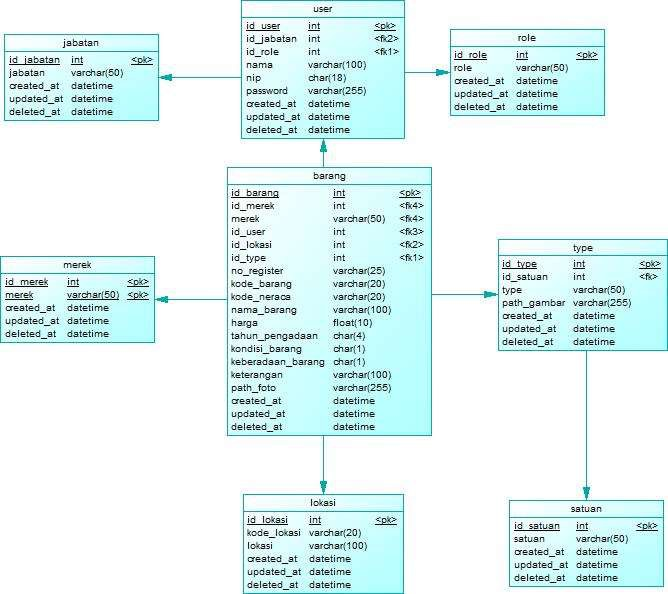 user
id_user int <pk>
id_jabatan int <fk2>
id_role int <fk1>
nama varchar(100)
nip char(18)
password varchar(255)
created_at datetime
updated_at datetime
deleted_at datetime
jabatan
id_jabatan int <pk>
jabatan varchar(50)
created_at datetime
updated_at datetime
deleted_at datetime
role
id_role int <pk>
role varchar(50)
created_at datetime
updated_at datetime
deleted_at datetime
barang
id_barang int <pk>
id_merek int <fk4>
merek varchar(50) <fk4>
id_user int <fk3>
id_lokasi int <fk2>
id_type int <fk1>
no_register varchar(25)
kode_barang varchar(20)
kode_neraca varchar(20)
nama_barang varchar(100)
harga float(10)
tahun_pengadaan char(4)
kondisi_barang char(1)
keberadaan_barang char(1)
keterangan varchar(100)
path_foto varchar(255)
created_at datetime
updated_at datetime
deleted_at datetime
merek
id_merek int <pk>
merek varchar(50) <pk>
created_at datetime
updated_at datetime
deleted_at datetime
type
id_type int <pk>
id_satuan int <fk>
type varchar(50)
path_gambar varchar(255)
created_at datetime
updated_at datetime
deleted_at datetime
lokasi
id_lokasi int <pk>
kode_lokasi varchar(20)
lokasi varchar(100)
created_at datetime
updated_at datetime
deleted_at datetime
satuan
id_satuan int <pk>
satuan varchar(50)
created_at datetime
updated_at datetime
deleted_at datetime